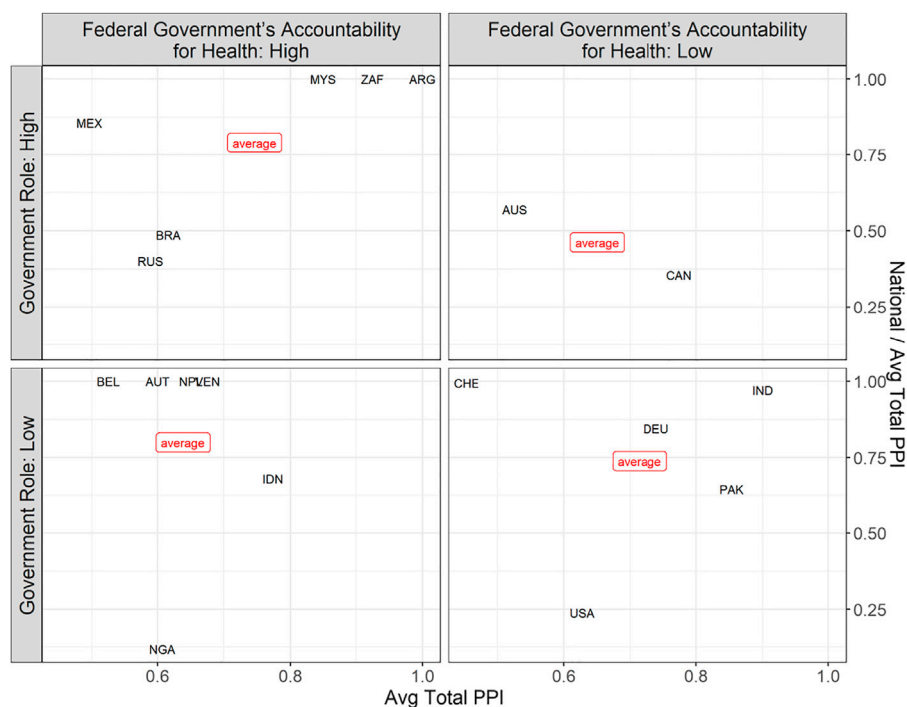 Federal Government's Accountability
for Health: High
Federal Government's Accountability
for Health: Low
Government Role: High
MYS ZAF ARG
MEX
average
BRA
RUS
AUS
average
CAN
1.00
0.75
0.50
0.25
Government Role: Low
BEL AUT NPL VEN
average
IDN
NGA
CHE
IND
DEU
average
PAK
USA
1.00
0.75
0.50
0.25
National / Avg Total PPI
0.6 0.8 1.0
0.6 0.8 1.0
Avg Total PPI